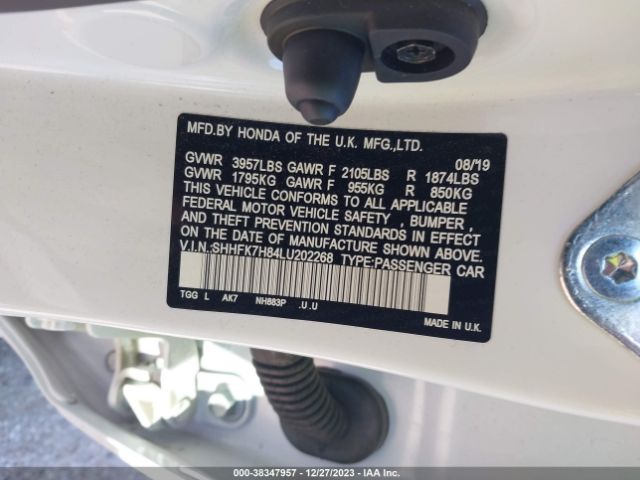 MFD.BY HONDA OF THE U.K. MFG.,LTD.
08/19
GVWR 3957LBS GAWR F 2105LBS R 1874LBS
GVWR 1795KG GAWR F 955KG R 850KG
THIS VEHICLE CONFORMS TO ALL APPLICABLE
FEDERAL MOTOR VEHICLE SAFETY , BUMPER ,
AND THEFT PREVENTION STANDARDS IN EFFECT
ON THE DATE OF MANUFACTURE SHOWN ABOVE.
V.I.N.:SHHFK7H84LU202268 TYPE:PASSENGER CAR
TGG L AK7 NH883P .U.U
MADE IN U.K.
000-38347957 - 12/27/2023 - IAA Inc.